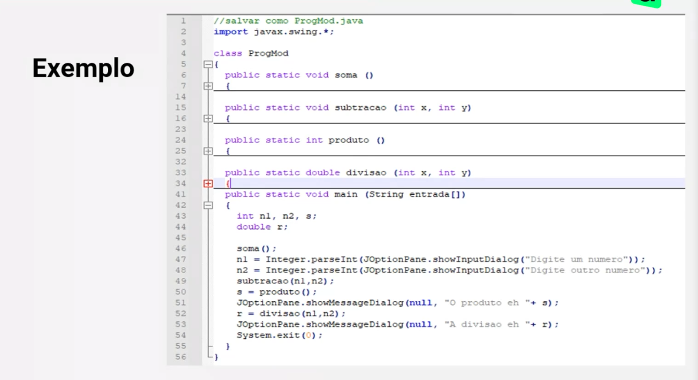 Exemplo
1 //salvar como ProgMod.java
2 import javax.swing.*;
3
4 class ProgMod
5 {
6 public static void soma ()
7 {
14
15 public static void subtracao (int x, int y)
16 {
23
24 public static int produto ()
25 {
32
33 public static double divisao (int x, int y)
34 {
41 public static void main (String entrada[])
42 {
43 int n1, n2, s;
44 double r;
45
46 soma();
47 n1 = Integer.parseInt(JOptionPane.showInputDialog("Digite um numero"));
48 n2 = Integer.parseInt(JOptionPane.showInputDialog("Digite outro numero"));
49 subtracao(n1,n2);
50 s = produto();
51 JOptionPane.showMessageDialog(null, "O produto eh "+ s);
52 r = divisao(n1,n2);
53 JOptionPane.showMessageDialog(null, "A divisao eh "+ r);
54 System.exit(0);
55 }
56 }